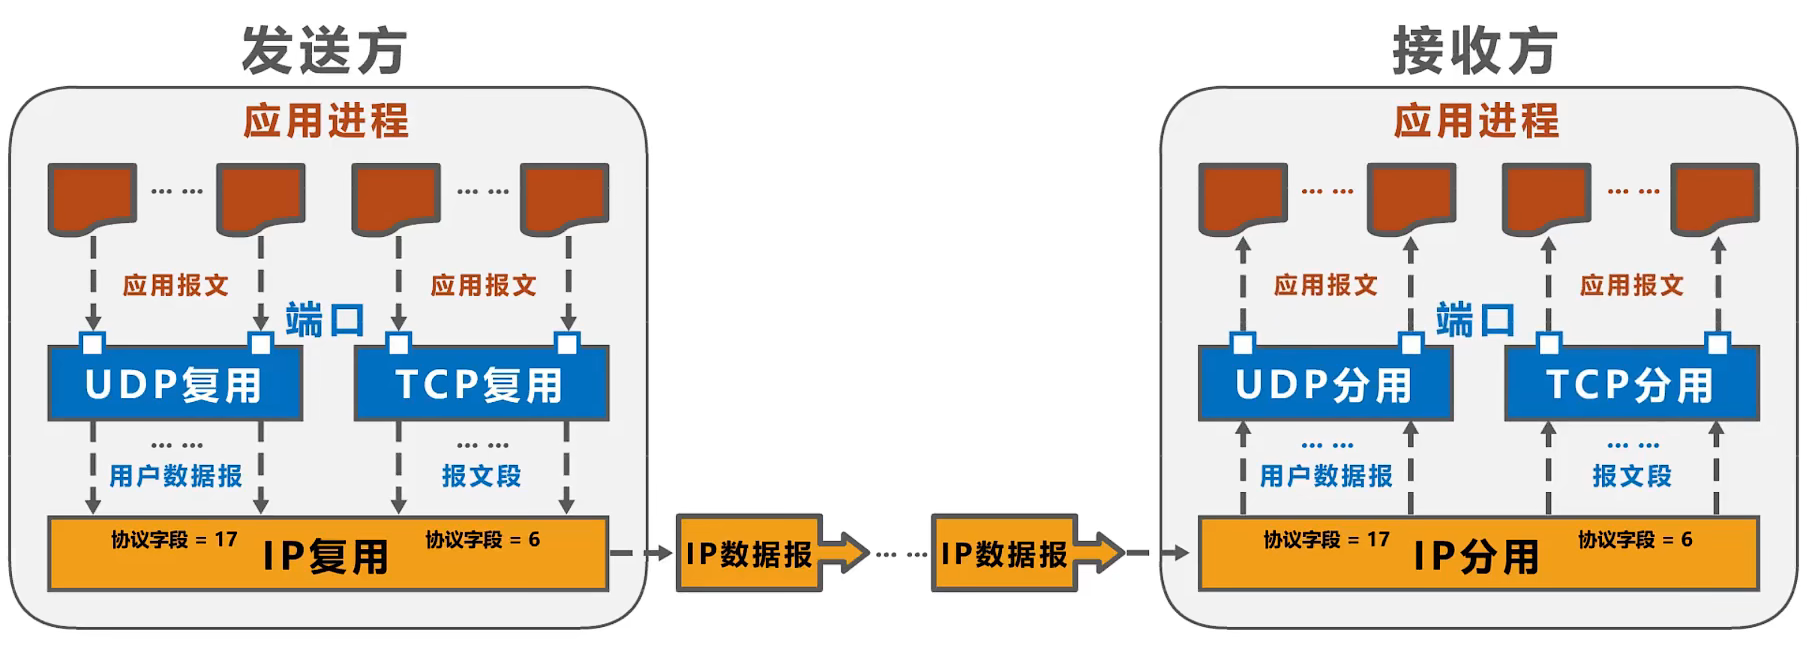 发送方
接收方
应用进程
... ...
... ...
应用报文
应用报文
端口
UDP复用
TCP复用
... ...
... ...
用户数据报
报文段
协议字段 = 17
协议字段 = 6
IP复用
IP数据报
... ...
IP数据报
应用进程
... ...
... ...
应用报文
应用报文
端口
UDP分用
TCP分用
... ...
... ...
用户数据报
报文段
协议字段 = 17
协议字段 = 6
IP分用